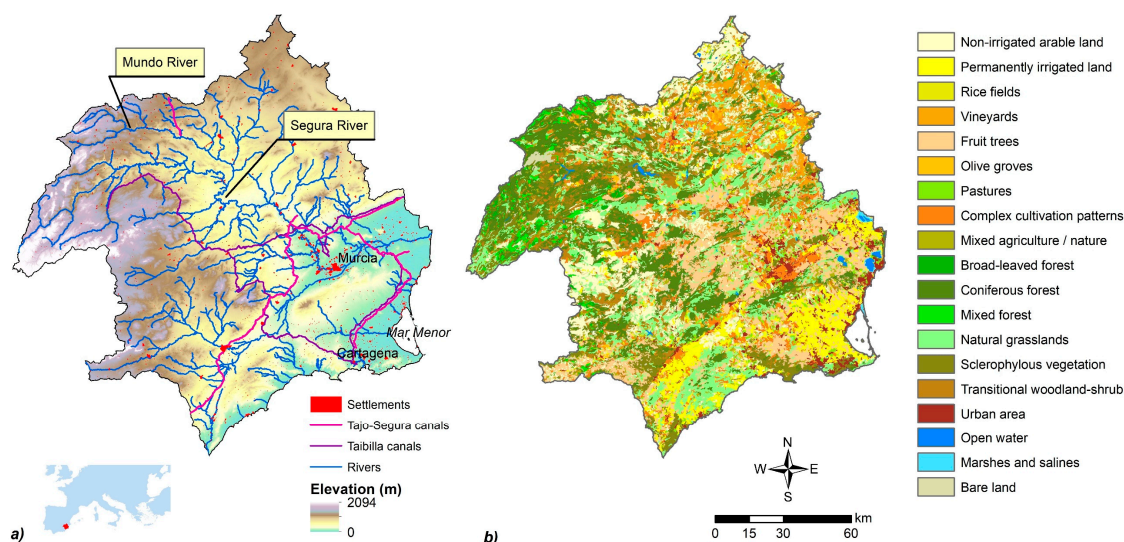 Mundo River
Segura River
Murcia
Mar Menor
Cartagena
Settlements
Tajo-Segura canals
Taibilla canals
Rivers
Elevation (m)
2094
0
a)
Non-irrigated arable land
Permanently irrigated land
Rice fields
Vineyards
Fruit trees
Olive groves
Pastures
Complex cultivation patterns
Mixed agriculture / nature
Broad-leaved forest
Coniferous forest
Mixed forest
Natural grasslands
Sclerophylous vegetation
Transitional woodland-shrub
Urban area
Open water
Marshes and salines
Bare land
N
W E
S
km
0 15 30 60
b)